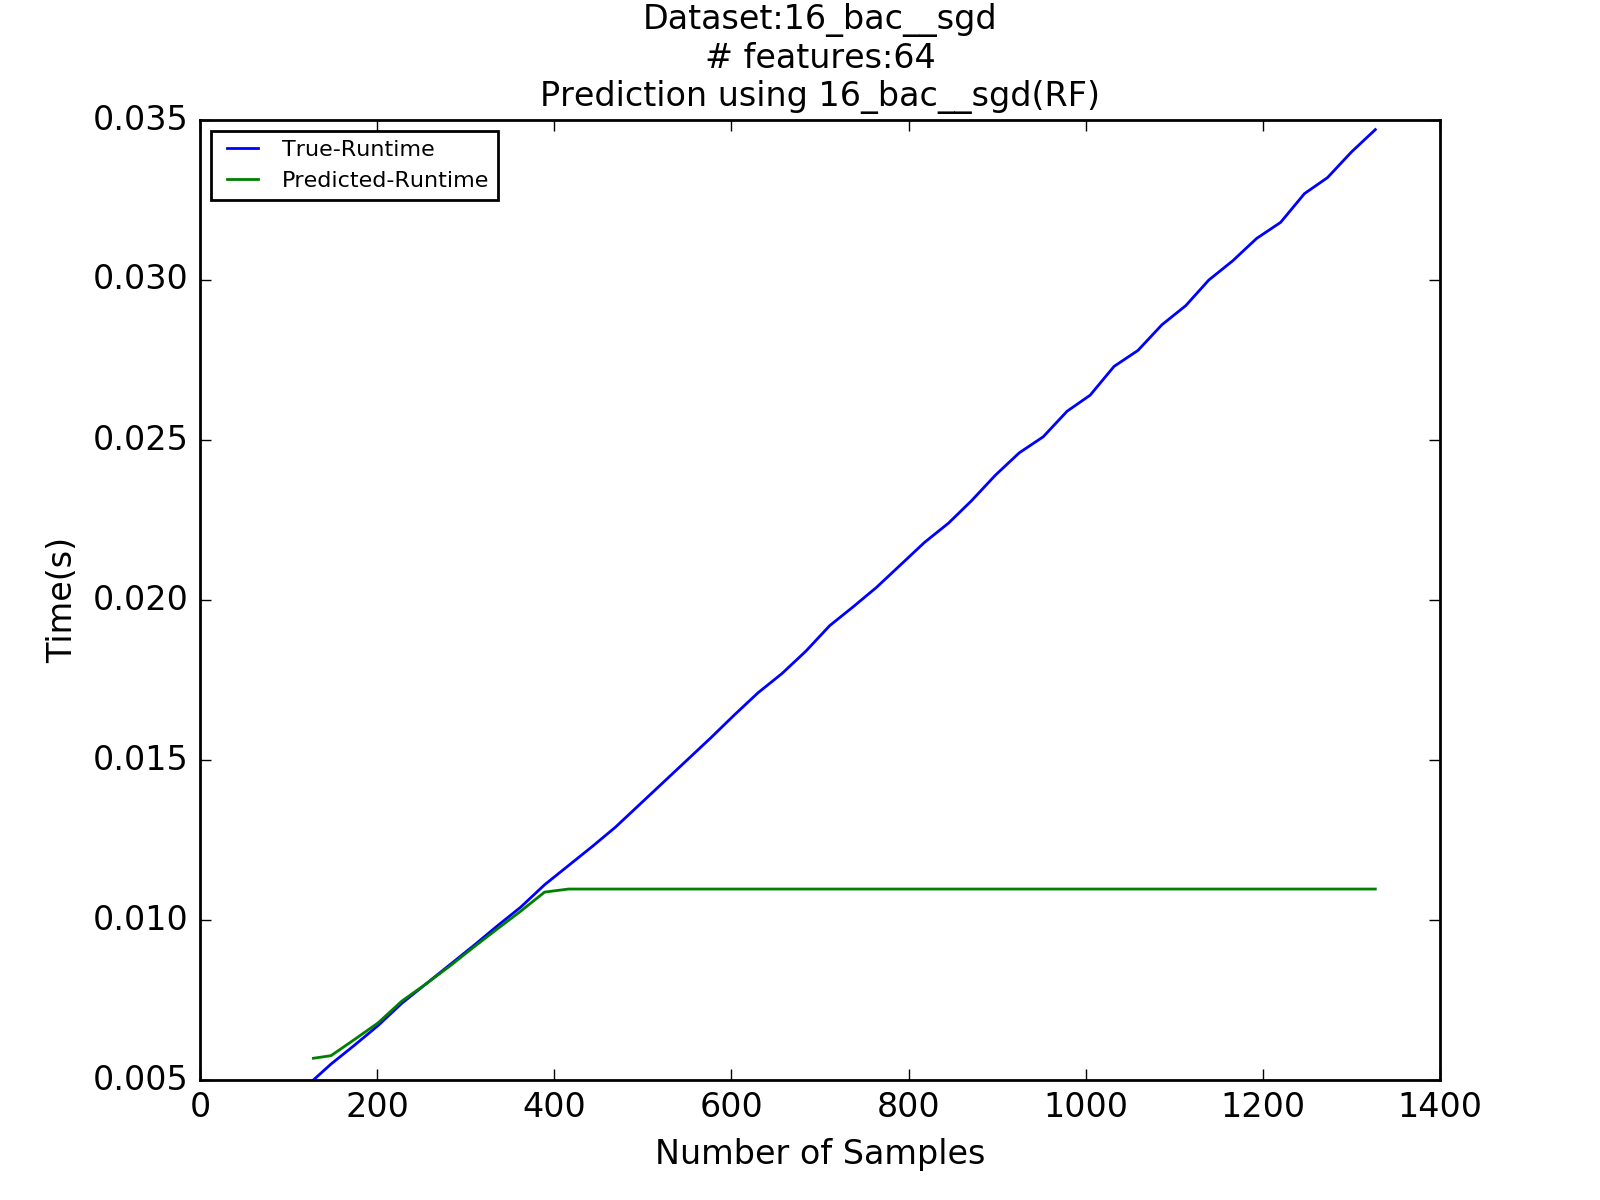 Dataset:16_bac__sgd
# features:64
Prediction using 16_bac__sgd(RF)
0.035
True-Runtime
Predicted-Runtime
0.030
0.025
0.020
0.015
0.010
0.005
Time(s)
0 200 400 600 800 1000 1200 1400
Number of Samples